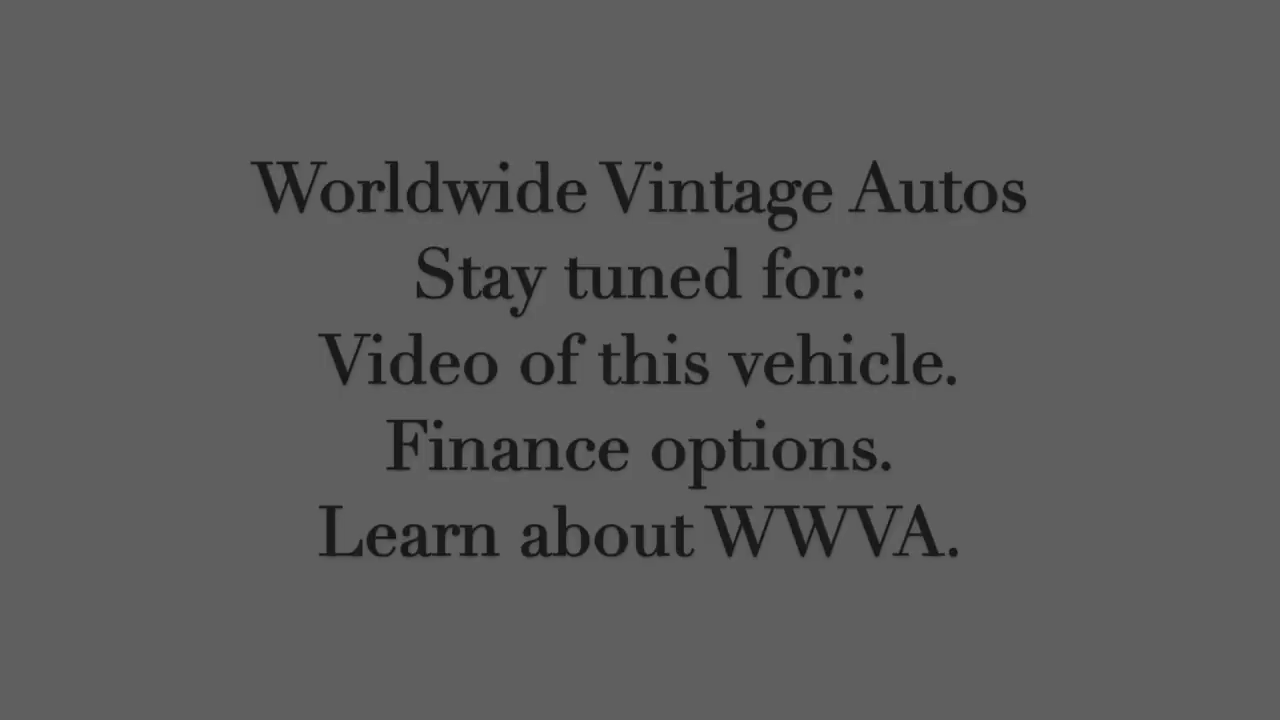 Worldwide Vintage Autos
Stay tuned for:
Video of this vehicle.
Finance options.
Learn about WWVA.